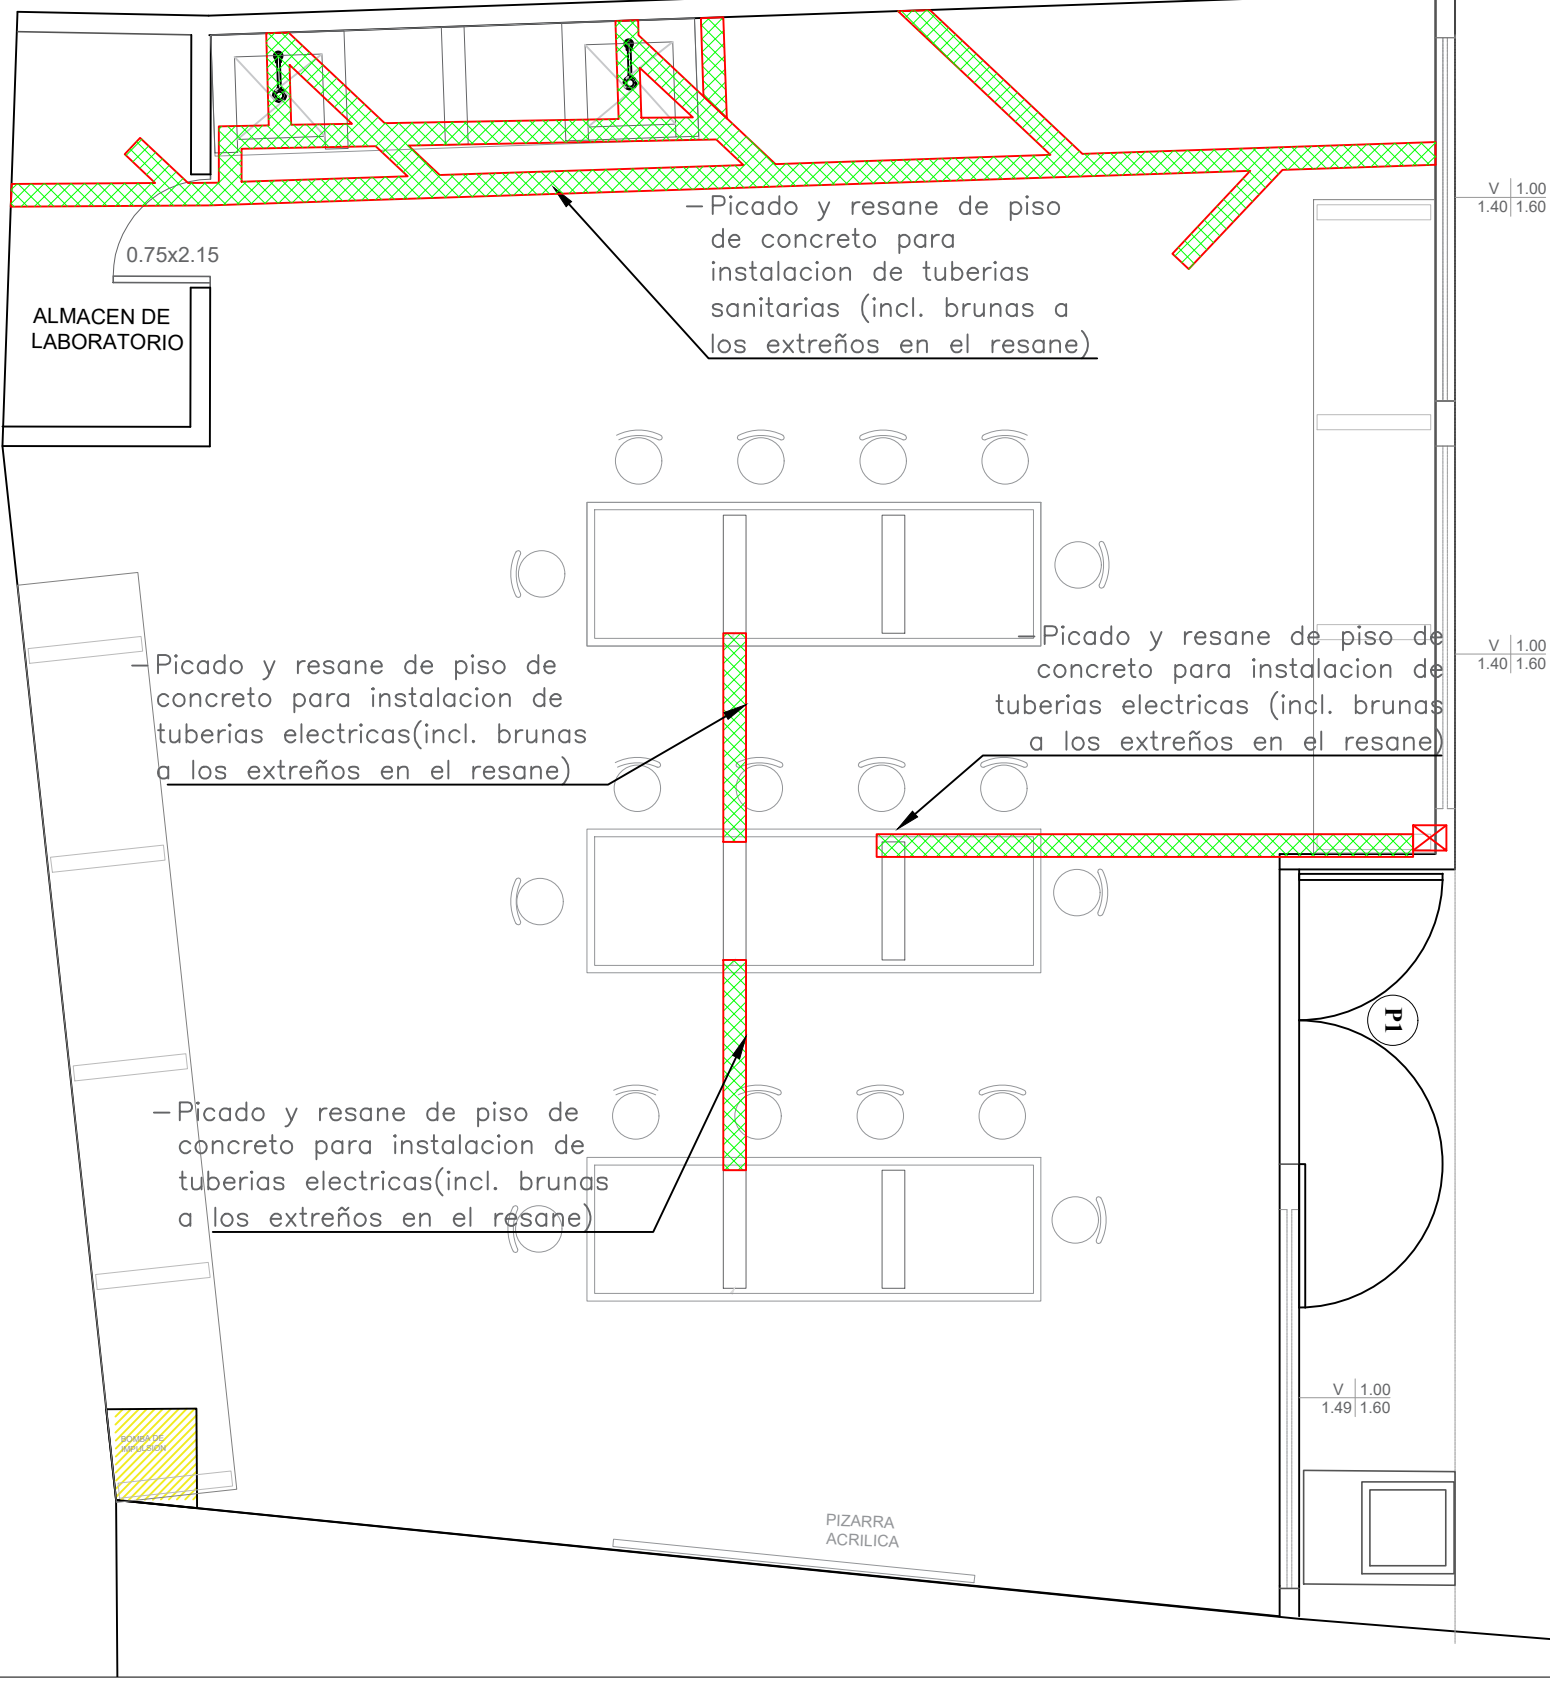 V 1.00
1.40 1.60
—Picado y resane de piso
de concreto para
instalacion de tuberias
sanitarias (incl. brunas a
los extreños en el resane)
0.75x2.15
ALMACEN DE
LABORATORIO
—Picado y resane de piso de
concreto para instalacion de
tuberias electricas (incl. brunas
a los extreños en el resane)
V 1.00
1.40 1.60
—Picado y resane de piso de
concreto para instalacion de
tuberias electricas(incl. brunas
a los extreños en el resane)
P1
—Picado y resane de piso de
concreto para instalacion de
tuberias electricas(incl. brunas
a los extreños en el resane)
V 1.00
1.49 1.60
BOMBA DE
IMPULSION
PIZARRA
ACRILICA